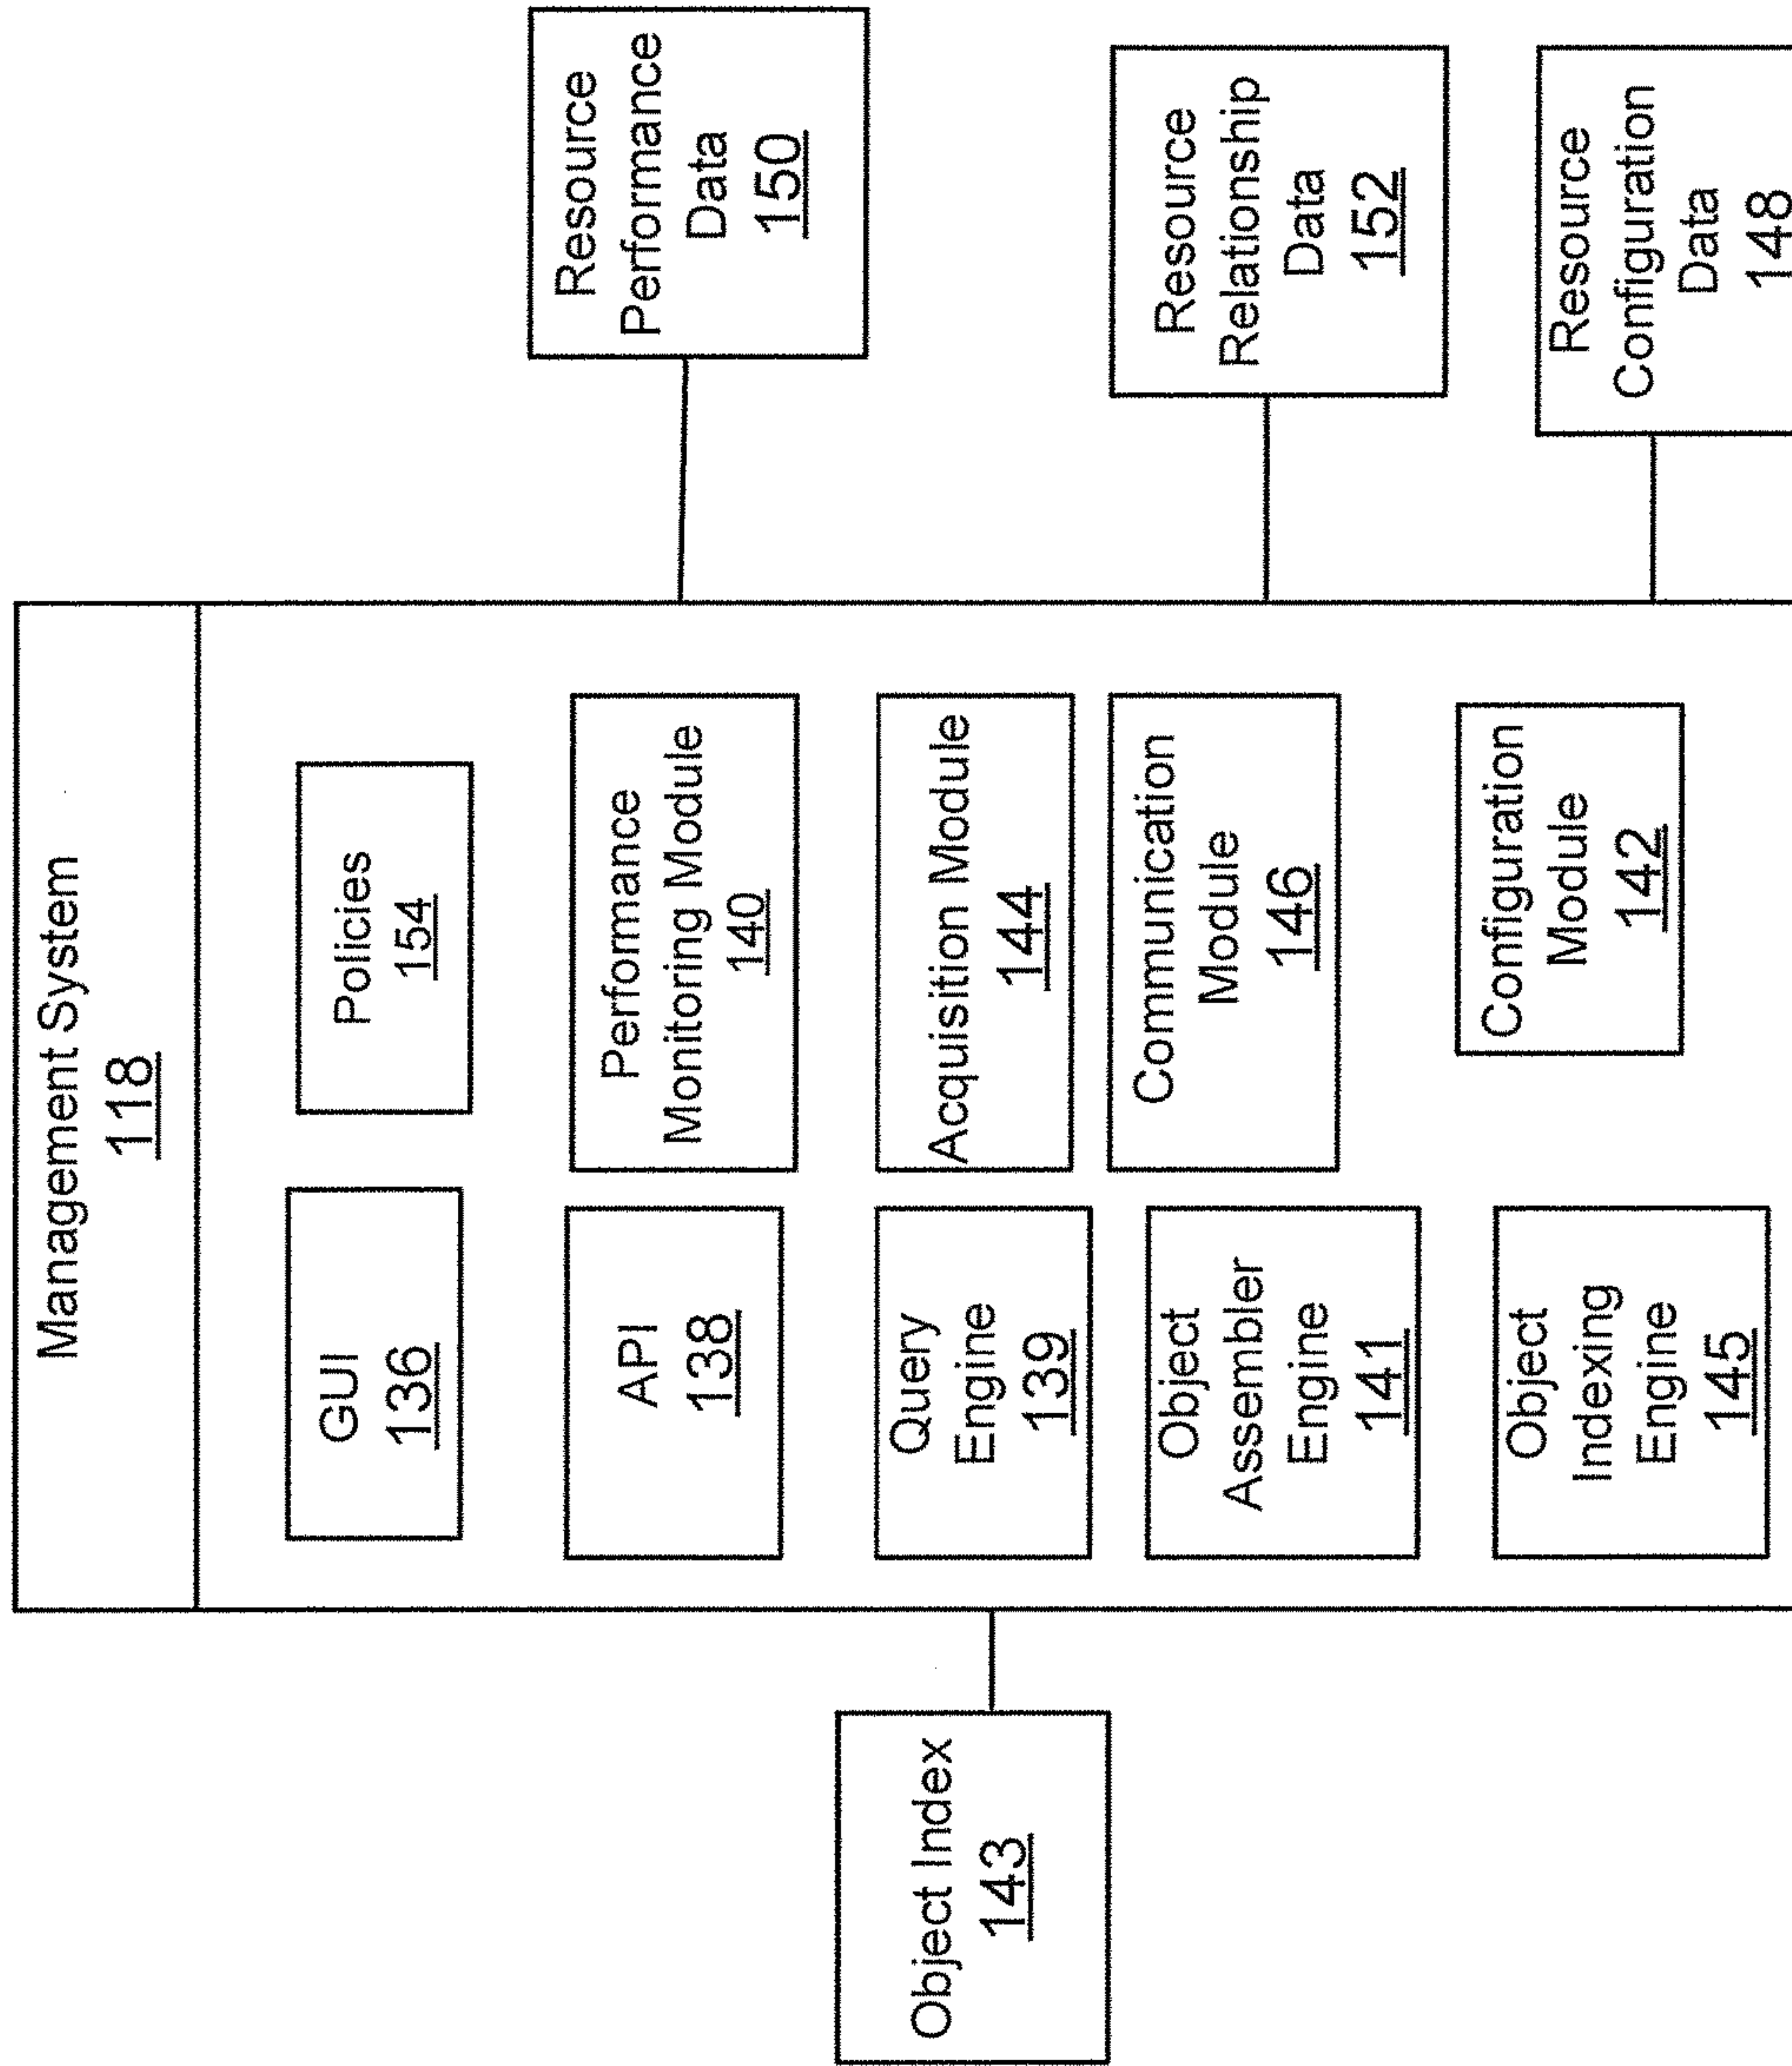 Management System
118
GUI
136
Policies
154
API
138
Performance
Monitoring Module
140
Query
Engine
139
Acquisition Module
144
Object
Assembler
Engine
141
Communication
Module
146
Object
Indexing
Engine
145
Configuration
Module
142
Object Index
143
Resource
Performance
Data
150
Resource
Relationship
Data
152
Resource
Configuration
Data
148